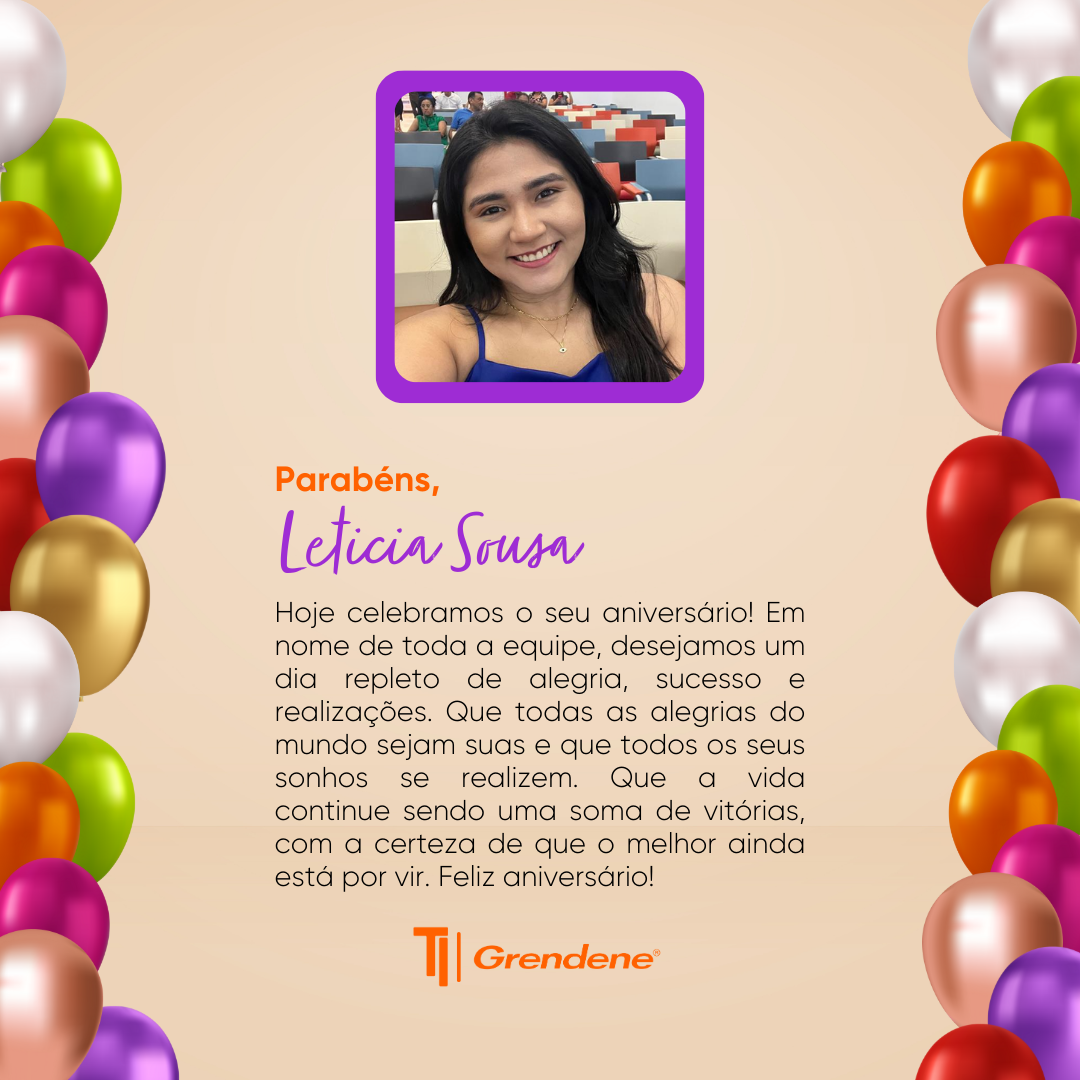 Parabéns,
Leticia Sousa
Hoje celebramos o seu aniversário! Em
nome de toda a equipe, desejamos um
dia repleto de alegria, sucesso e
realizações. Que todas as alegrias do
mundo sejam suas e que todos os seus
sonhos se realizem. Que a vida
continue sendo uma soma de vitórias,
com a certeza de que o melhor ainda
está por vir. Feliz aniversário!
TI | Grendene®